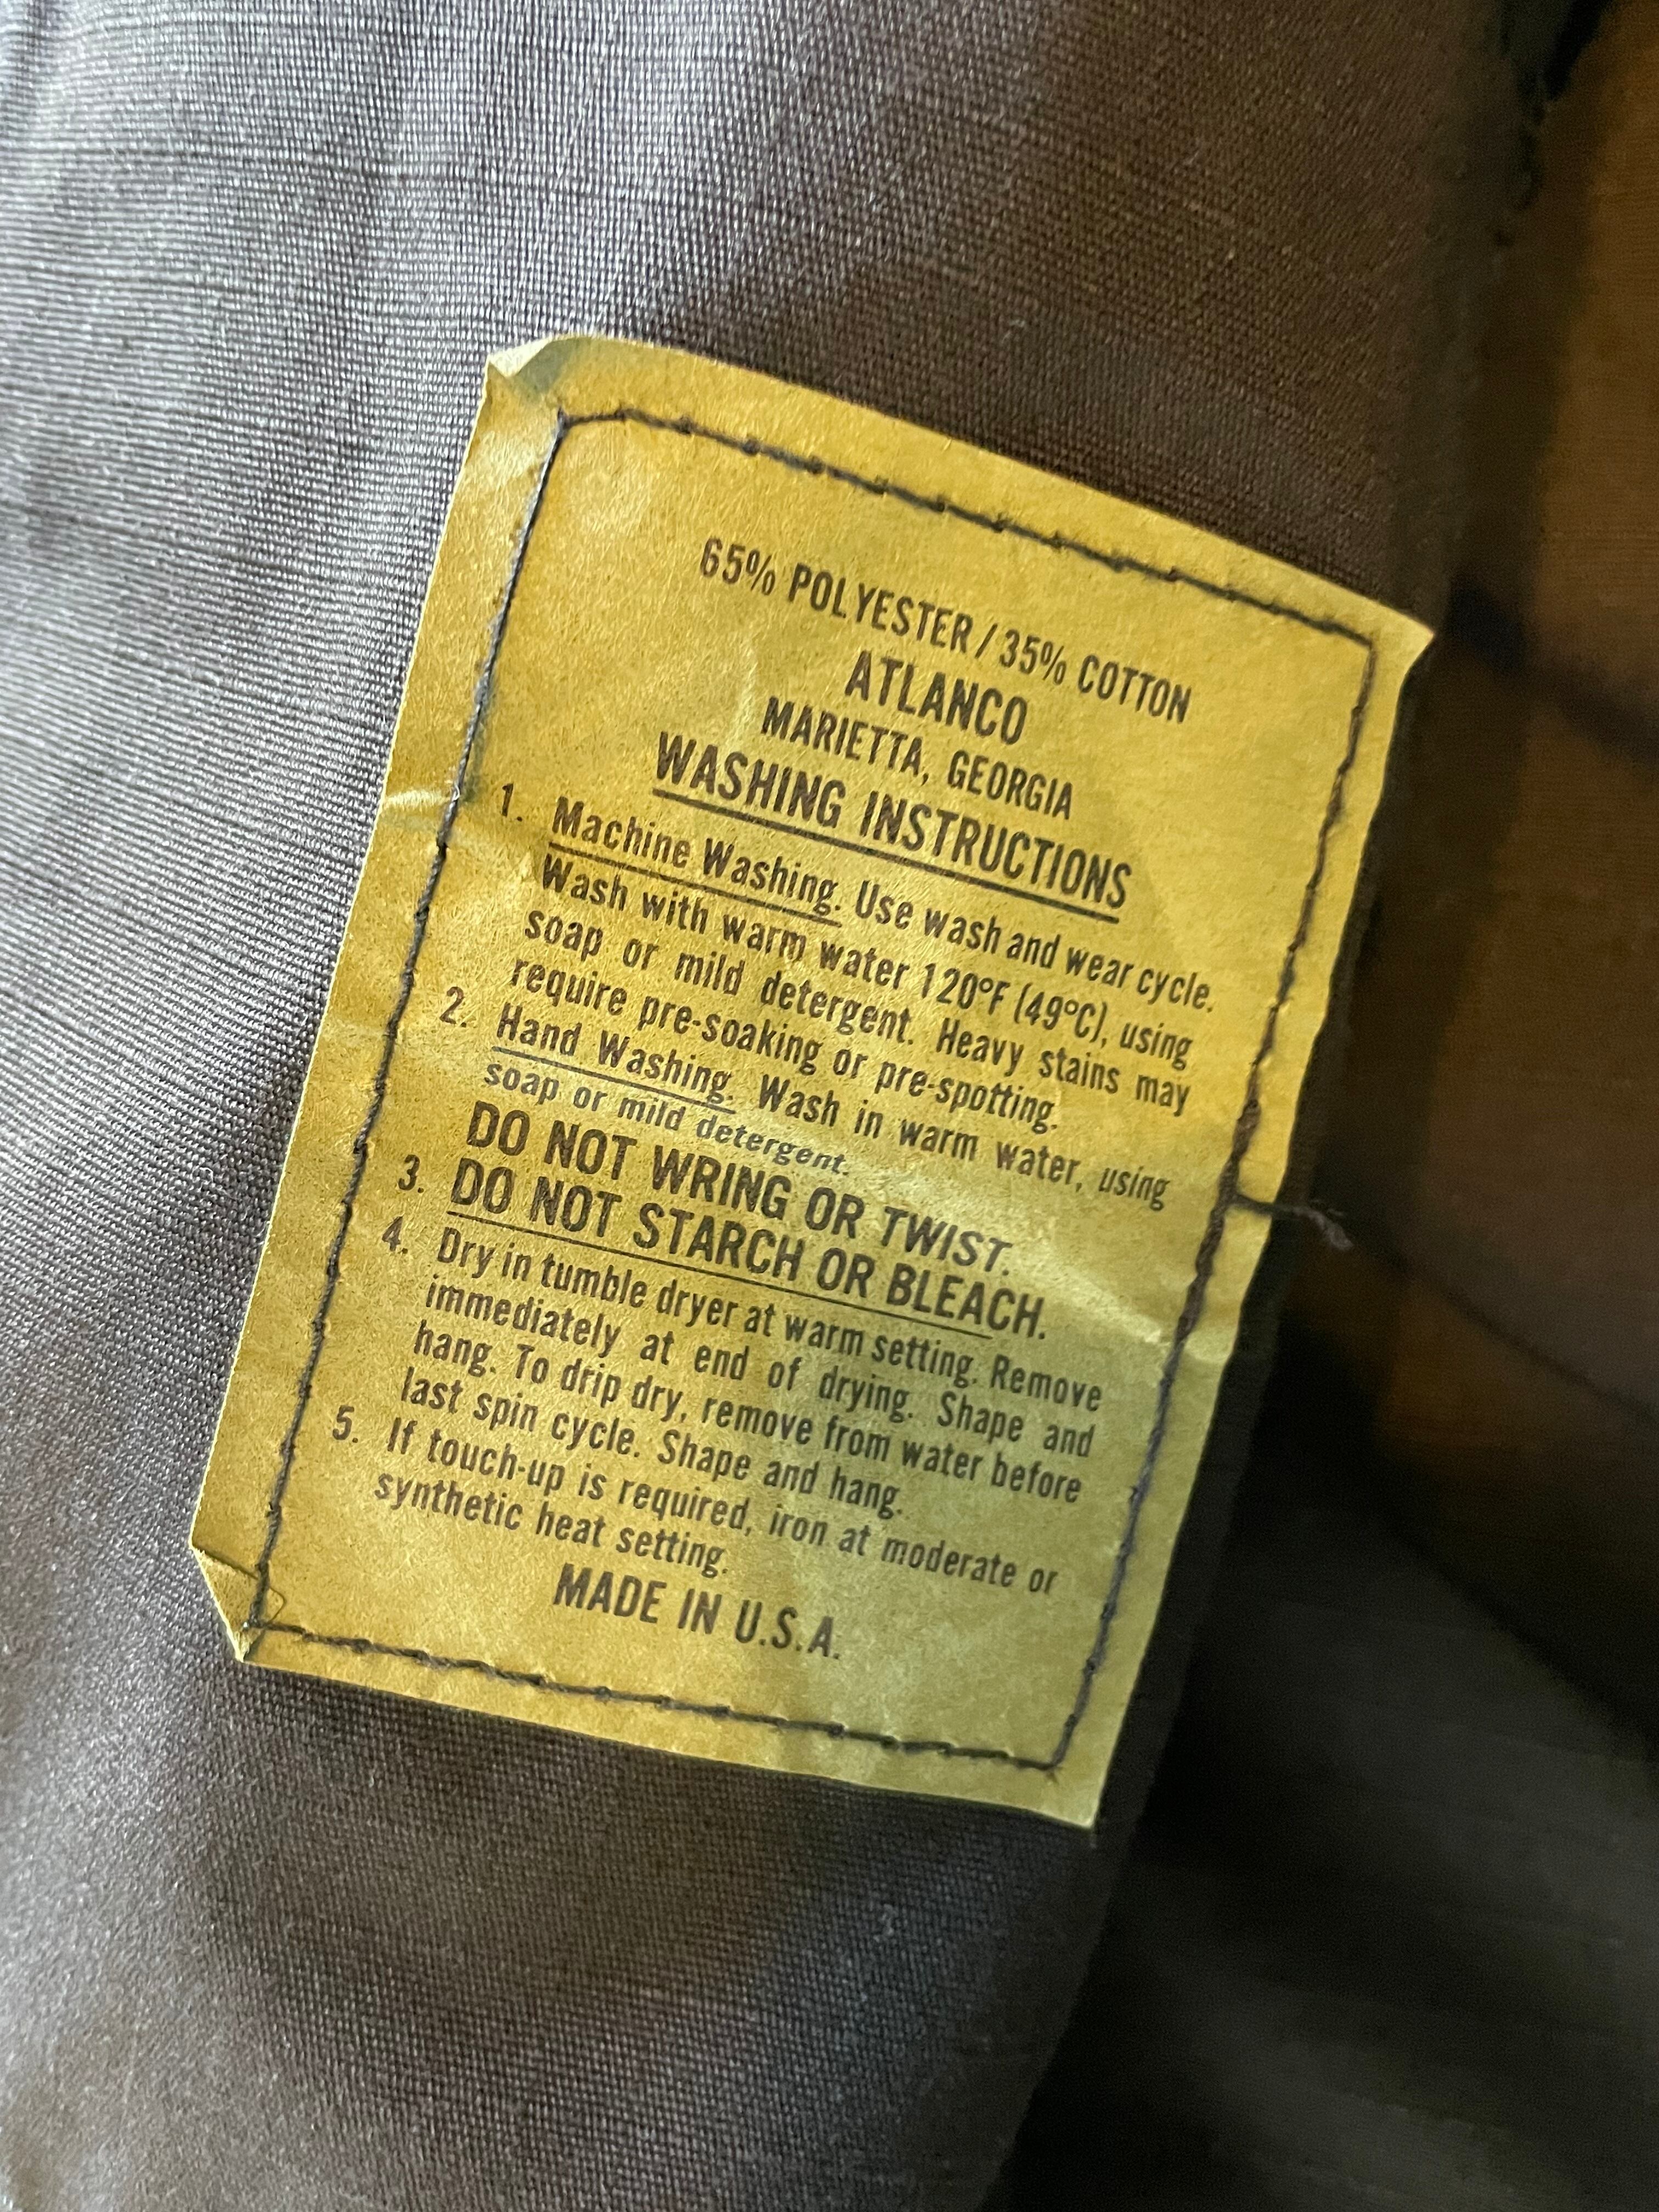 65% POLYESTER / 35% COTTON
ATLANCO
MARIETTA, GEORGIA
WASHING INSTRUCTIONS
1. Machine Washing. Use wash and wear cycle.
Wash with warm water 120°F (49°C), using
soap or mild detergent. Heavy stains may
require pre-soaking or pre-spotting.
2. Hand Washing. Wash in warm water, using
soap or mild detergent.
DO NOT WRING OR TWIST.
3. DO NOT STARCH OR BLEACH.
4. Dry in tumble dryer at warm setting. Remove
immediately at end of drying. Shape and
hang. To drip dry, remove from water before
last spin cycle. Shape and hang.
5. If touch-up is required, iron at moderate or
synthetic heat setting.
MADE IN U.S.A.